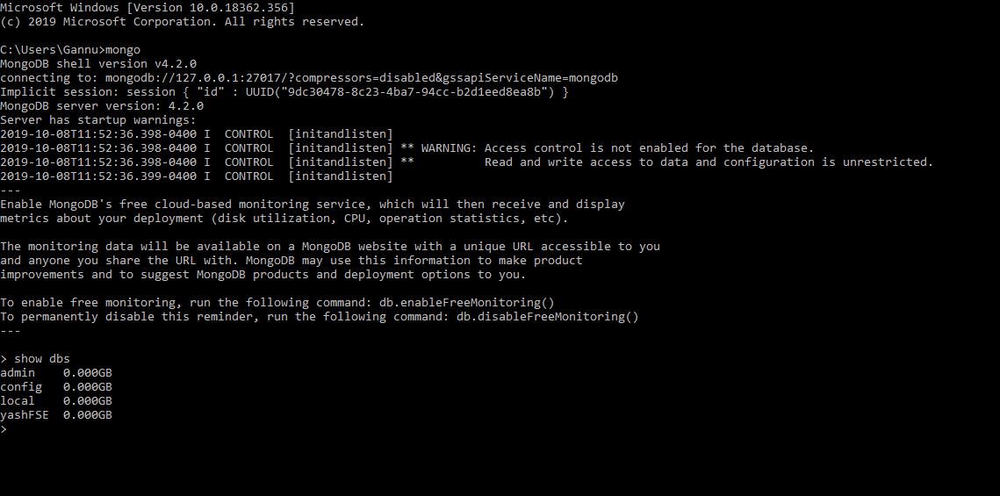 Microsoft Windows [Version 10.0.18362.356]
(c) 2019 Microsoft Corporation. All rights reserved.
C:\Users\Gannu>mongo
MongoDB shell version v4.2.0
connecting to: mongodb://127.0.0.1:27017/?compressors=disabled&gssapiServiceName=mongodb
Implicit session: session { "id" : UUID("9dc30478-8c23-4ba7-94cc-b2d1eed8ea8b") }
MongoDB server version: 4.2.0
Server has startup warnings:
2019-10-08T11:52:36.398-0400 I  CONTROL  [initandlisten]
2019-10-08T11:52:36.398-0400 I  CONTROL  [initandlisten] ** WARNING: Access control is not enabled for the database.
2019-10-08T11:52:36.398-0400 I  CONTROL  [initandlisten] **          Read and write access to data and configuration is unrestricted.
2019-10-08T11:52:36.399-0400 I  CONTROL  [initandlisten]
---
Enable MongoDB's free cloud-based monitoring service, which will then receive and display
metrics about your deployment (disk utilization, CPU, operation statistics, etc).
The monitoring data will be available on a MongoDB website with a unique URL accessible to you
and anyone you share the URL with. MongoDB may use this information to make product
improvements and to suggest MongoDB products and deployment options to you.
To enable free monitoring, run the following command: db.enableFreeMonitoring()
To permanently disable this reminder, run the following command: db.disableFreeMonitoring()
---
> show dbs
admin    0.000GB
config   0.000GB
local    0.000GB
yashFSE  0.000GB
>